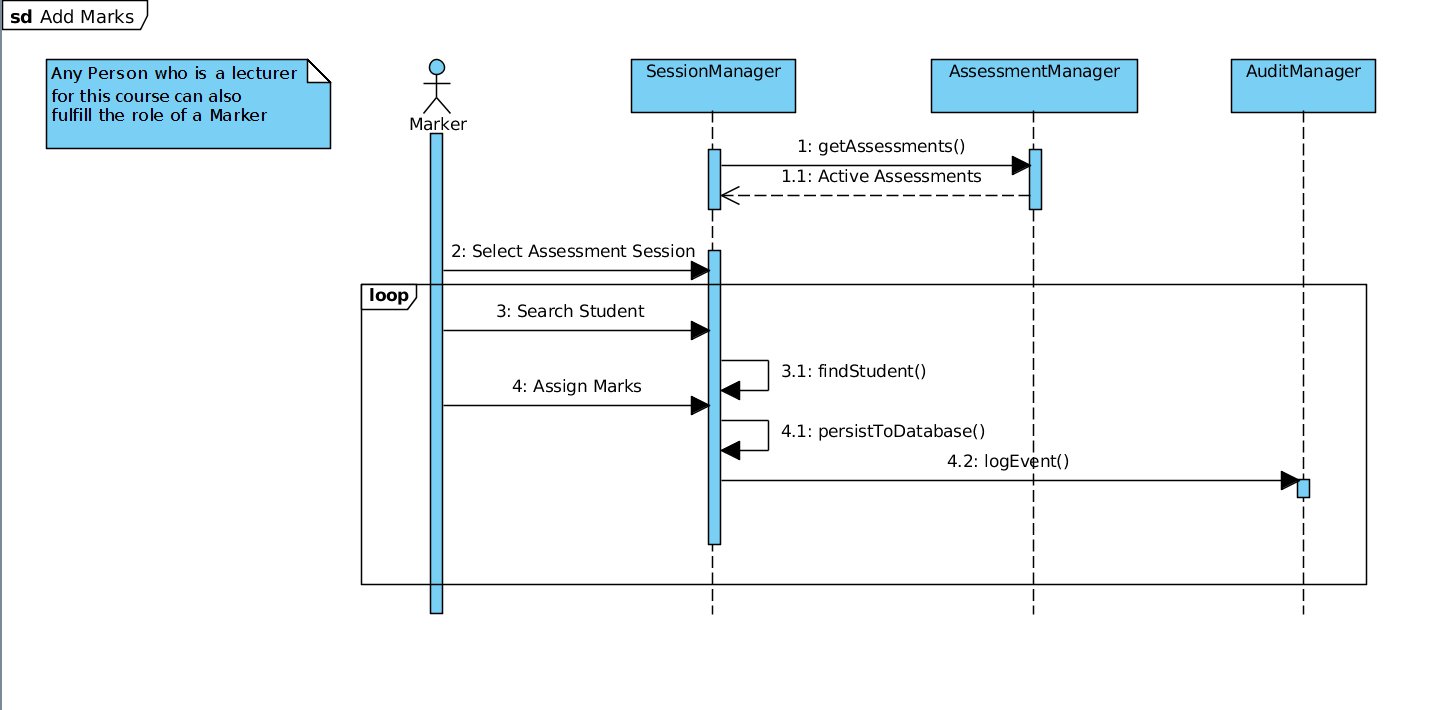 sd Add Marks
Any Person who is a lecturer
for this course can also
fulfill the role of a Marker
Marker
SessionManager
AssessmentManager
AuditManager
1: getAssessments()
1.1: Active Assessments
2: Select Assessment Session
loop
3: Search Student
3.1: findStudent()
4: Assign Marks
4.1: persistToDatabase()
4.2: logEvent()